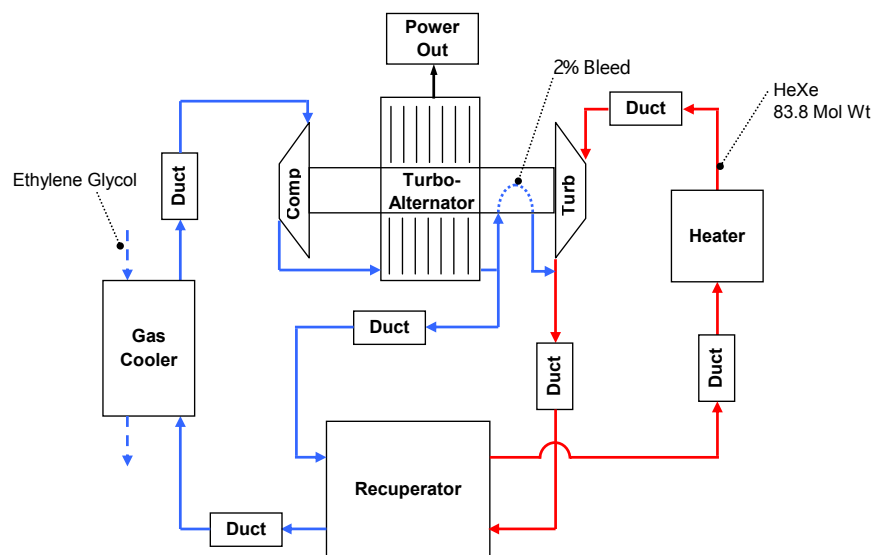 Power
Out
2% Bleed
HeXe
83.8 Mol Wt
Duct
Ethylene Glycol
Duct
Comp
Turbo-
Alternator
Turb
Heater
Duct
Gas
Cooler
Duct
Duct
Recuperator
Duct